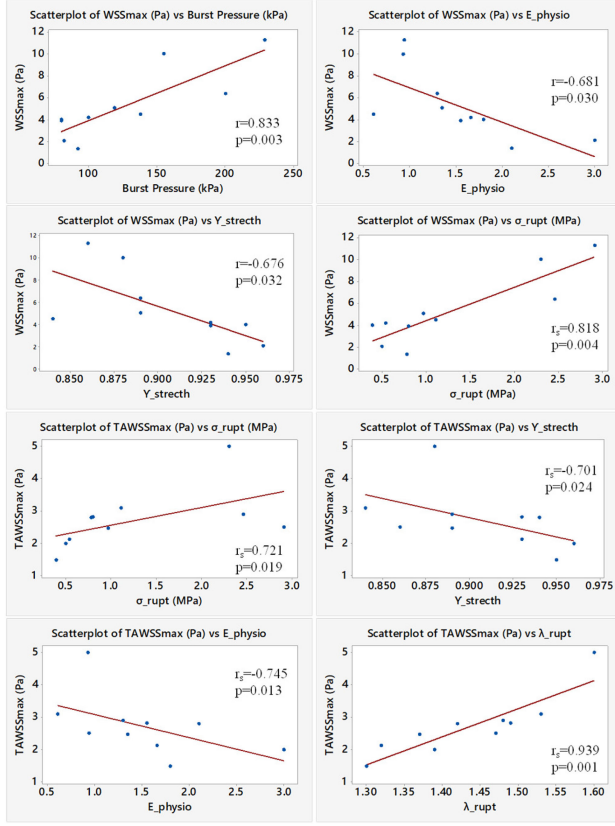 Scatterplot of WSSmax (Pa) vs Burst Pressure (kPa)
WSSmax (Pa)
12
10
8
6
4
2
0
r=0.833
p=0.003
100
150
200
250
Burst Pressure (kPa)
Scatterplot of WSSmax (Pa) vs E_physio
WSSmax (Pa)
12
10
8
6
4
2
0
r=-0.681
p=0.030
0.5
1.0
1.5
2.0
2.5
3.0
E_physio
Scatterplot of WSSmax (Pa) vs Y_strecth
WSSmax (Pa)
12
10
8
6
4
2
0
r=-0.676
p=0.032
0.850
0.875
0.900
0.925
0.950
0.975
Y_strecth
Scatterplot of WSSmax (Pa) vs σ_rupt (MPa)
WSSmax (Pa)
12
10
8
6
4
2
0
rs=0.818
p=0.004
0.5
1.0
1.5
2.0
2.5
3.0
σ_rupt (MPa)
Scatterplot of TAWSSmax (Pa) vs σ_rupt (MPa)
TAWSSmax (Pa)
5
4
3
2
1
rs=0.721
p=0.019
0.5
1.0
1.5
2.0
2.5
3.0
σ_rupt (MPa)
Scatterplot of TAWSSmax (Pa) vs Y_strecth
TAWSSmax (Pa)
5
4
3
2
1
rs=-0.701
p=0.024
0.850
0.875
0.900
0.925
0.950
0.975
Y_strecth
Scatterplot of TAWSSmax (Pa) vs E_physio
TAWSSmax (Pa)
5
4
3
2
1
rs=-0.745
p=0.013
0.5
1.0
1.5
2.0
2.5
3.0
E_physio
Scatterplot of TAWSSmax (Pa) vs λ_rupt
TAWSSmax (Pa)
5
4
3
2
1
rs=0.939
p=0.001
1.30
1.35
1.40
1.45
1.50
1.55
1.60
λ_rupt